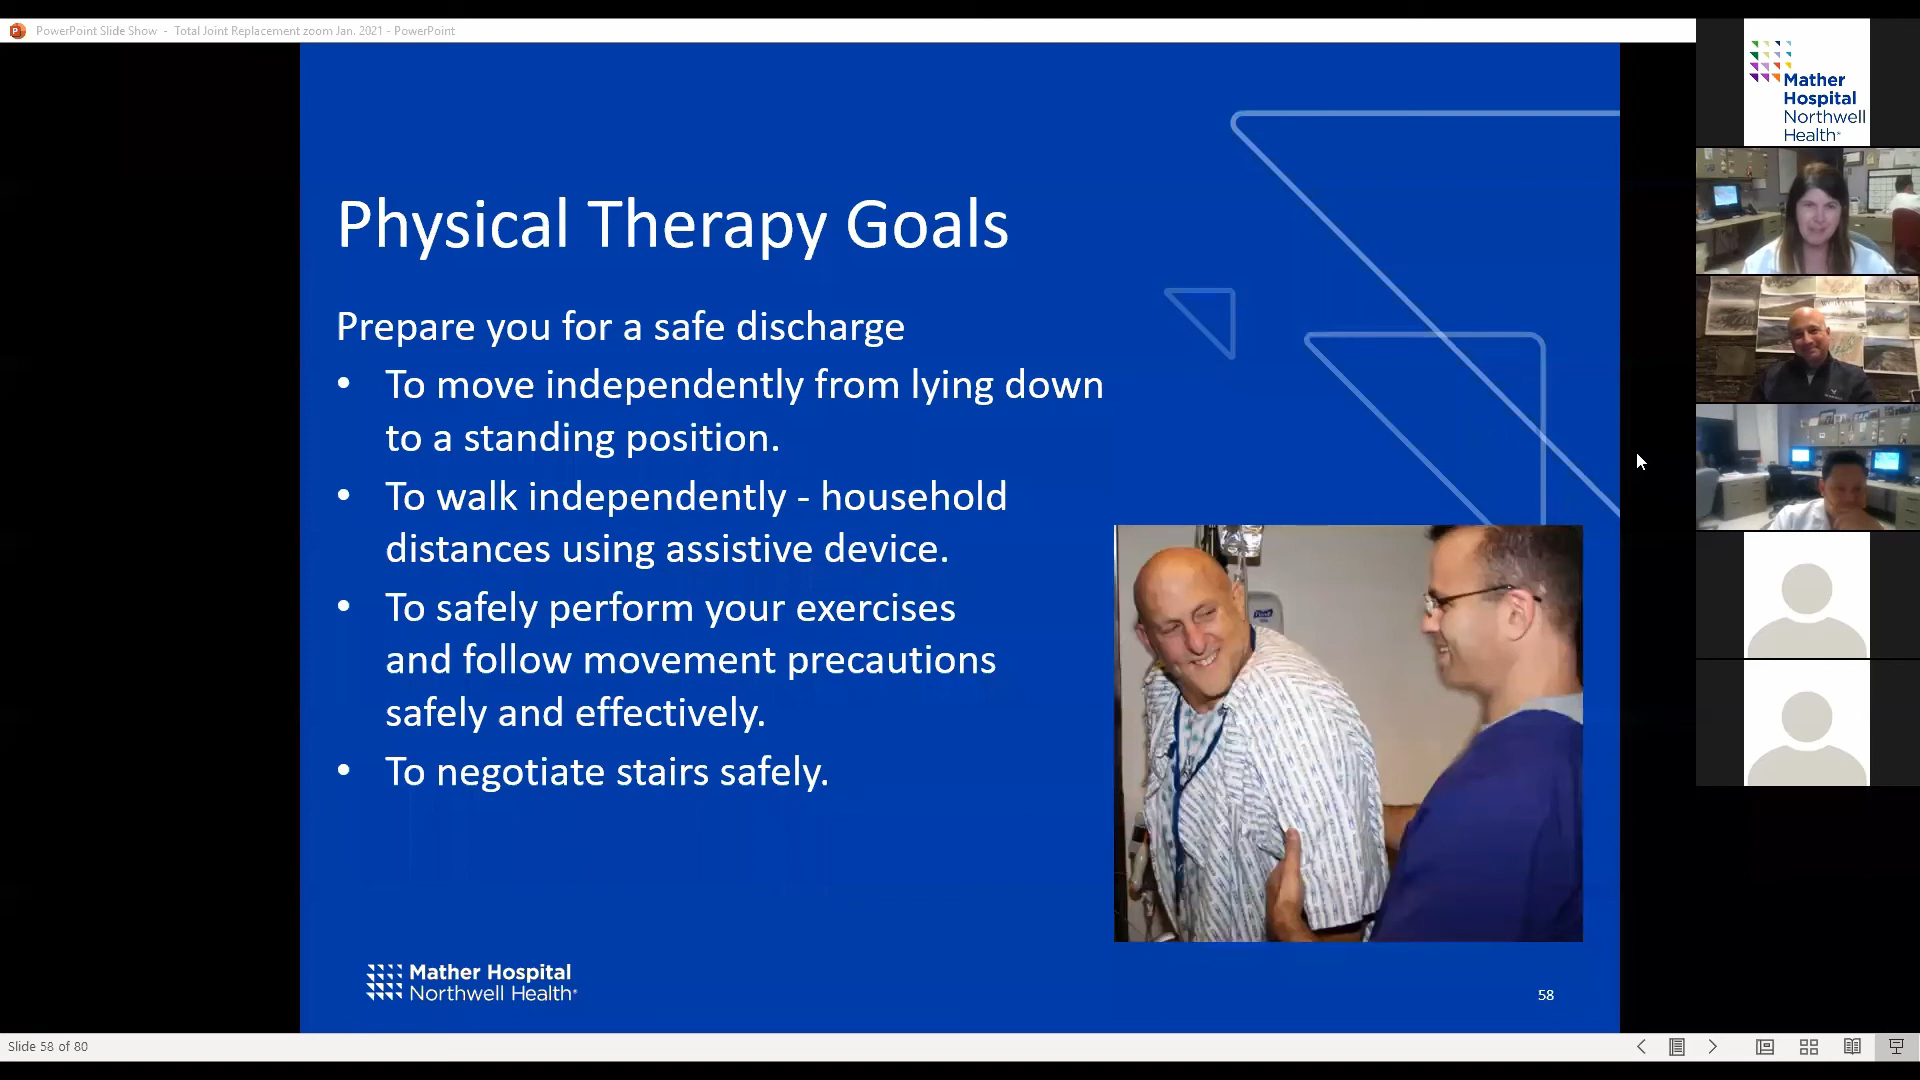 PowerPoint Slide Show - Total Joint Replacement zoom Jan. 2021 - PowerPoint
Mather
Hospital
Northwell
Health®
Physical Therapy Goals
Prepare you for a safe discharge
• To move independently from lying down
to a standing position.
• To walk independently - household
distances using assistive device.
• To safely perform your exercises
and follow movement precautions
safely and effectively.
• To negotiate stairs safely.
Mather Hospital
Northwell Health®
58
Slide 58 of 80